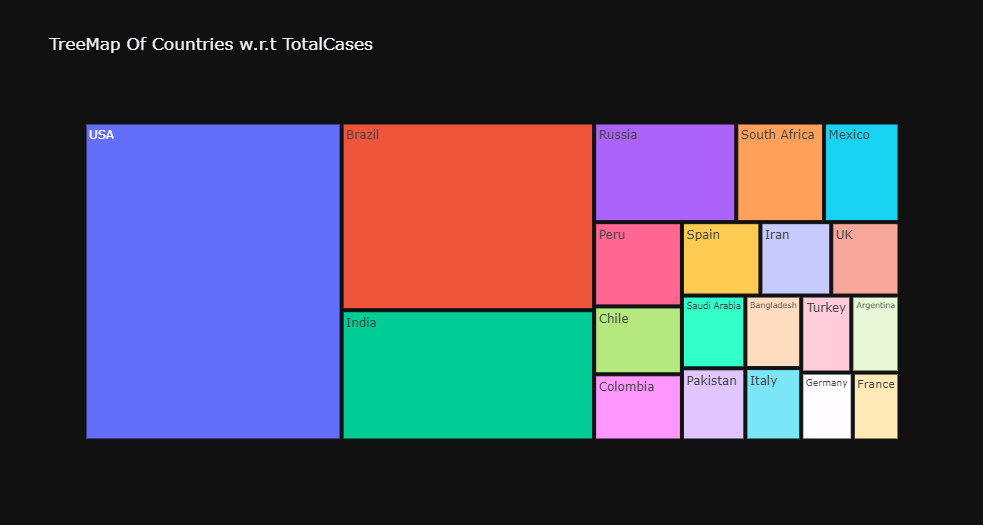 TreeMap Of Countries w.r.t TotalCases
USA
Brazil
India
Russia
South Africa
Mexico
Peru
Spain
Iran
UK
Chile
Colombia
Saudi Arabia
Bangladesh
Turkey
Argentina
Pakistan
Italy
Germany
France